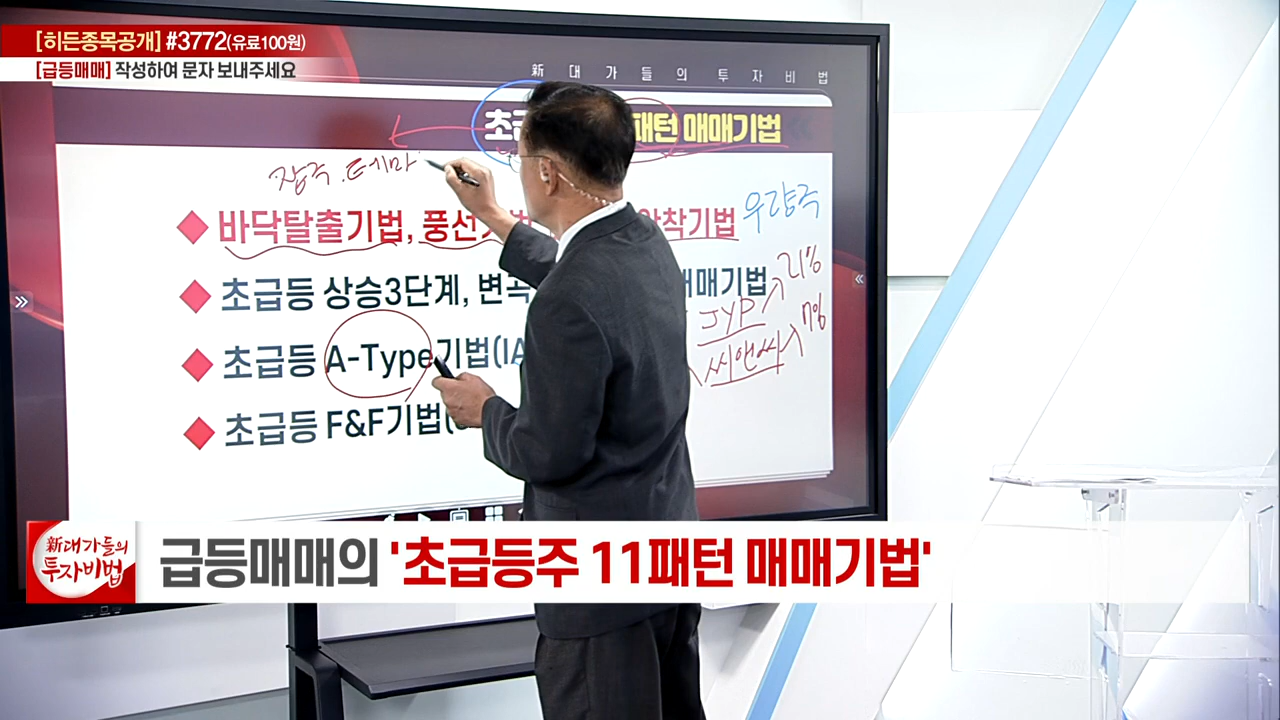 [히든종목공개] #3772(유료100원)
[급등매매] 작성하여 문자 보내주세요
新 대 가 들 의 투 자 비 법
초급 패턴 매매기법
잡주. 테마
바닥탈출기법, 풍선 안착기법
우량주
초급등 상승3단계, 변곡 매매기법
21%
JYP
초급등 A-Type기법(IA
7%
씨앤씨
초급등 F&F기법(
新대가들의
투자비법
급등매매의 '초급등주 11패턴 매매기법'